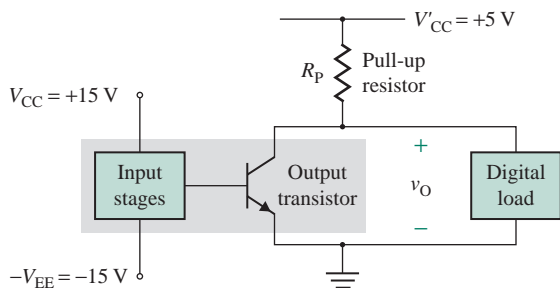 V′CC = +5 V
RP
Pull-up
resistor
VCC = +15 V
Input
stages
Output
transistor
+
vO
−
Digital
load
−VEE = −15 V